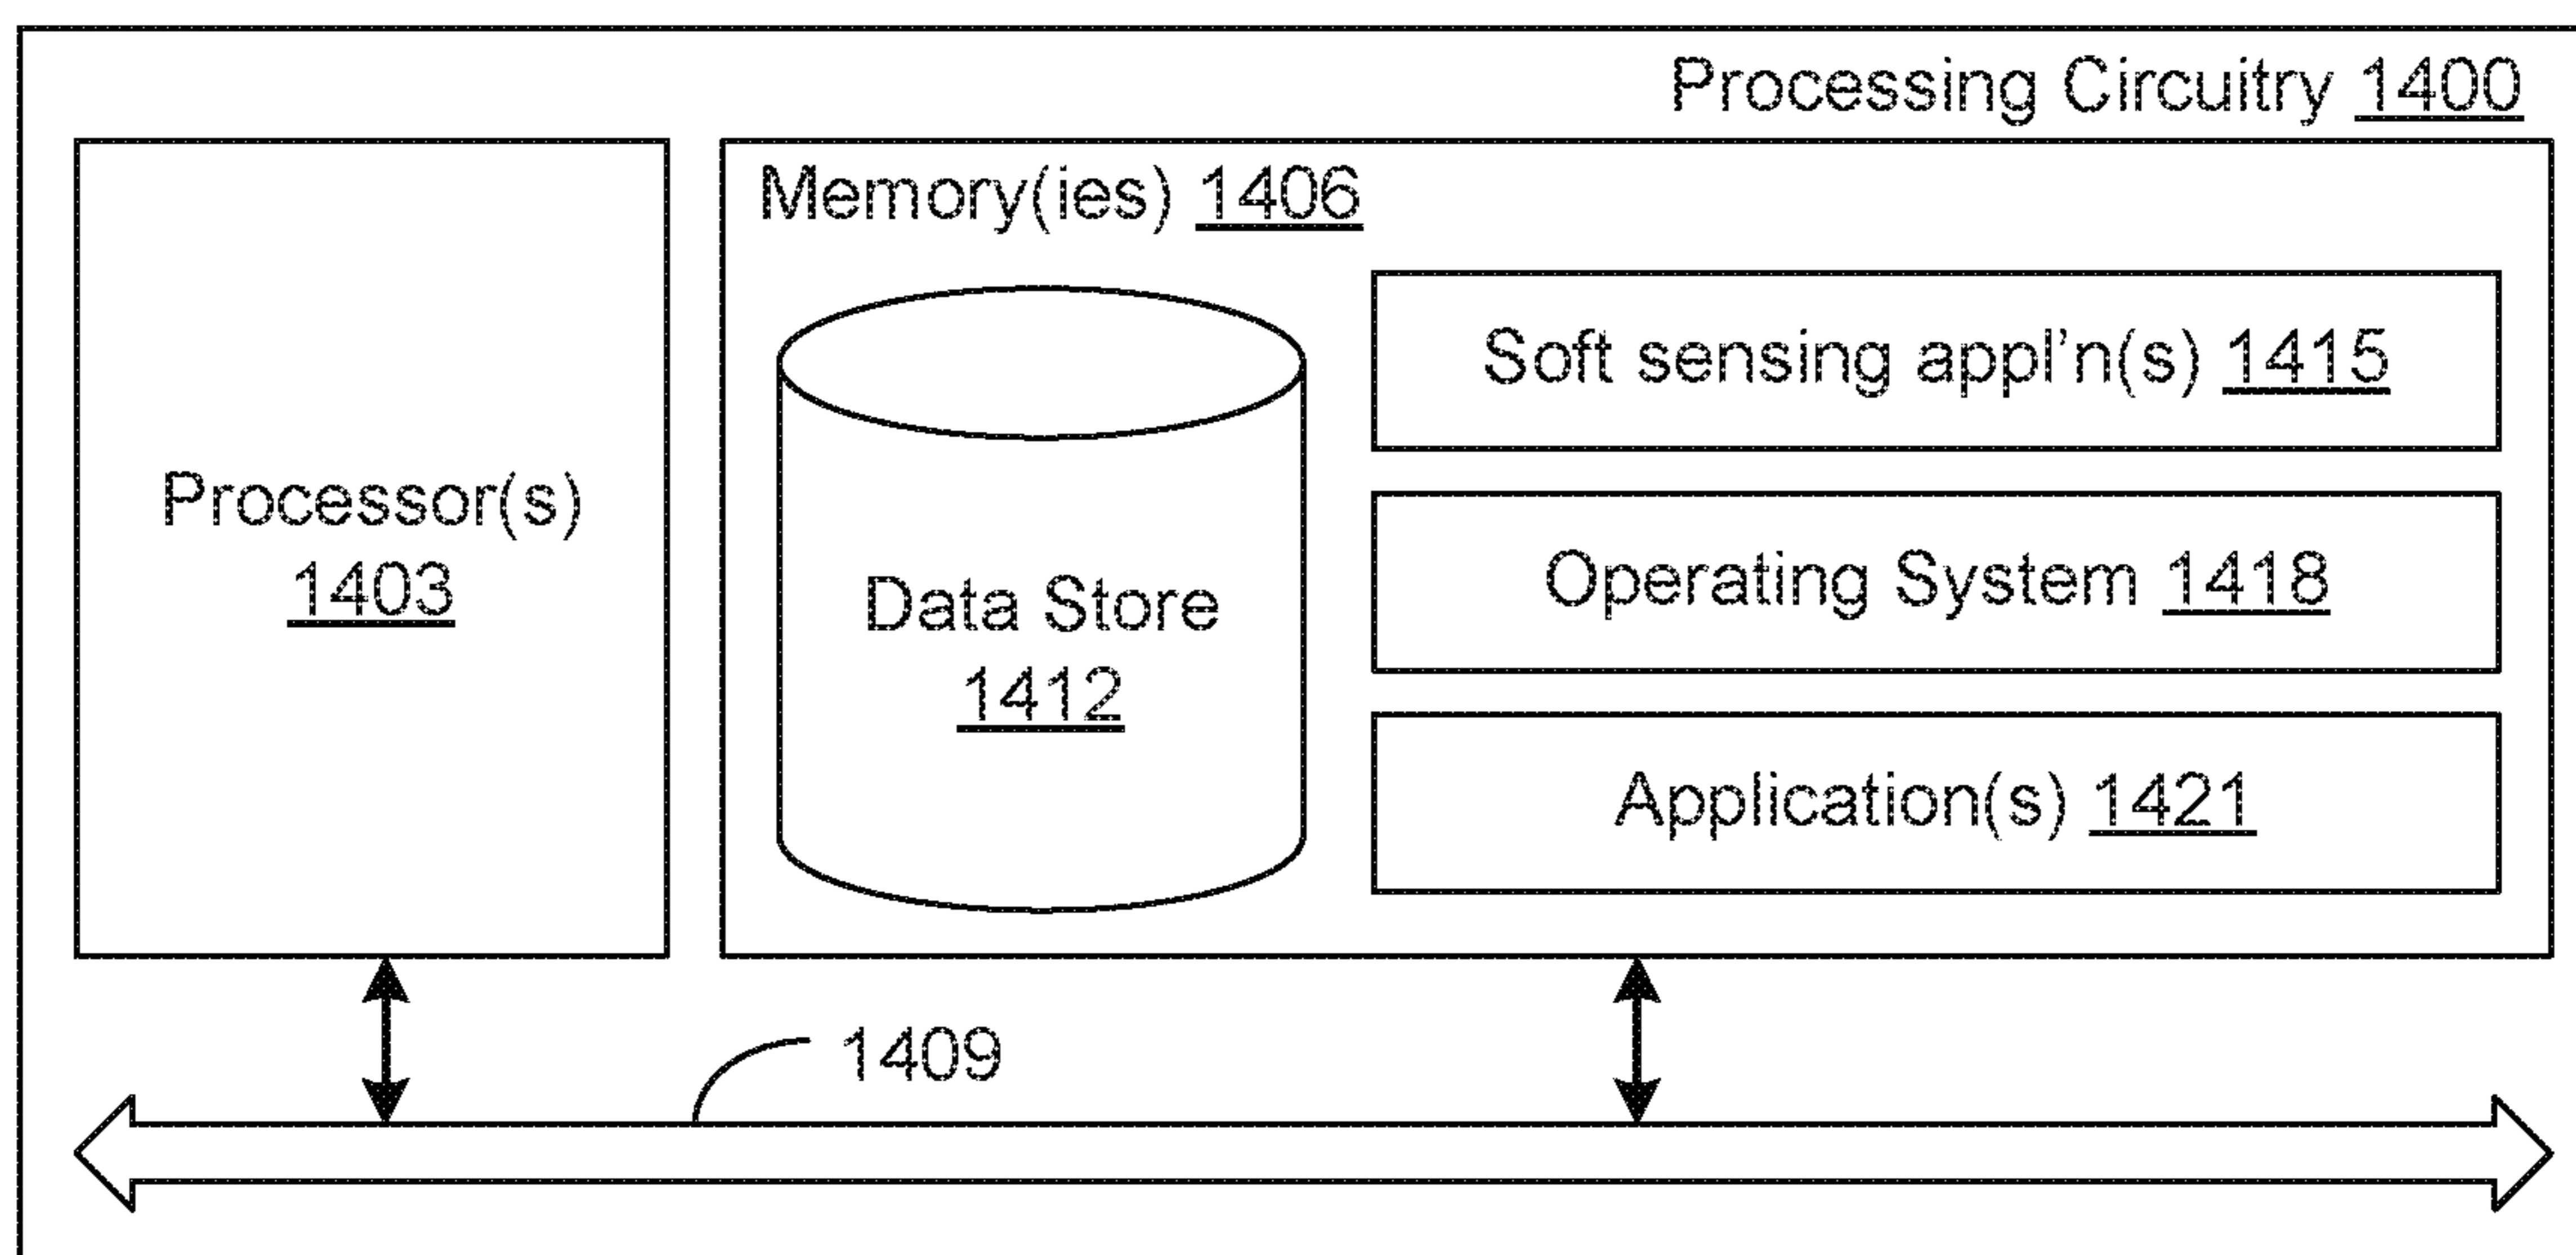 Processing Circuitry 1400
Memory(ies) 1406
Soft sensing appl'n(s) 1415
Processor(s)
1403
Operating System 1418
Data Store
1412
Application(s) 1421
1409